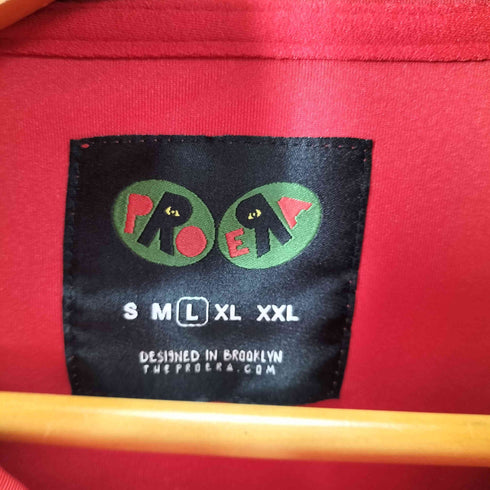 PRO ERA
S M L XL XXL
DESIGNED IN BROOKLYN
THEPROERA.COM